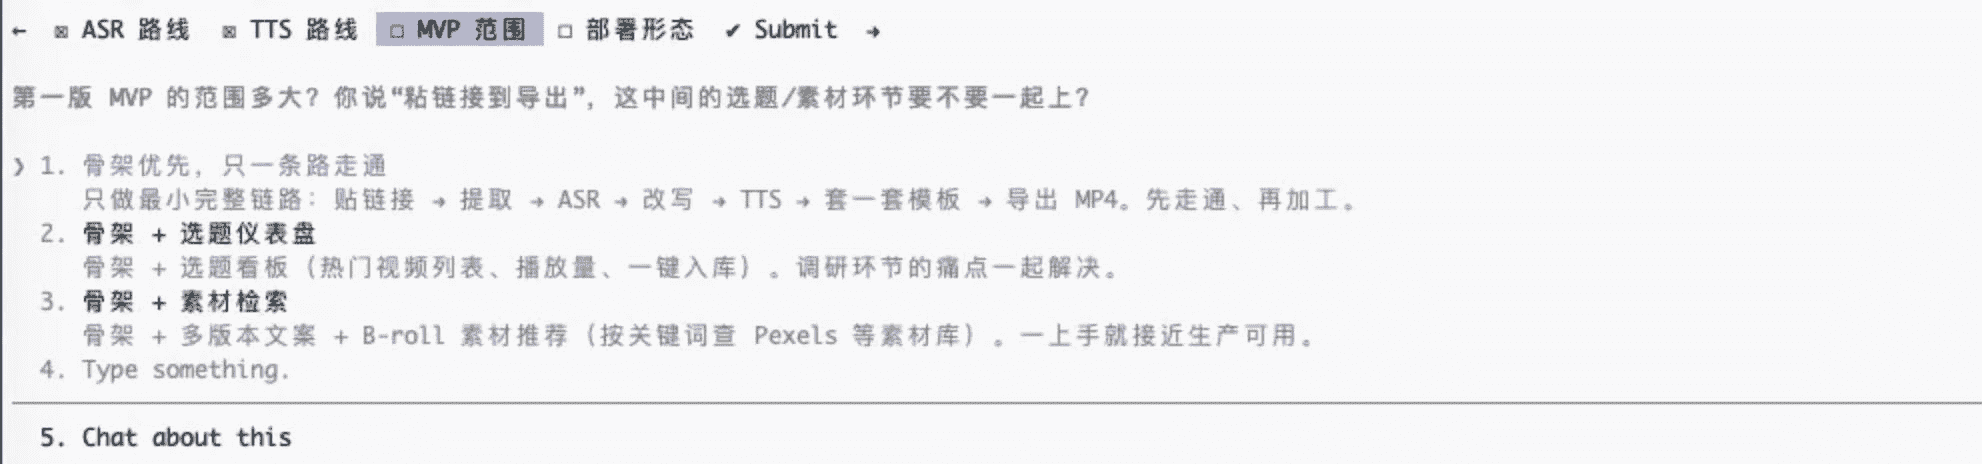 ← ☒ ASR 路线 ☒ TTS 路线 ☐ MVP 范围 ☐ 部署形态 ✔ Submit →
第一版 MVP 的范围多大？你说“粘链接到导出”，这中间的选题/素材环节要不要一起上？
❯ 1. 骨架优先，只一条路走通
只做最小完整链路：贴链接 → 提取 → ASR → 改写 → TTS → 套一套模板 → 导出 MP4。先走通、再加工。
2. 骨架 + 选题仪表盘
骨架 + 选题看板（热门视频列表、播放量、一键入库）。调研环节的痛点一起解决。
3. 骨架 + 素材检索
骨架 + 多版本文案 + B-roll 素材推荐（按关键词查 Pexels 等素材库）。一上手就接近生产可用。
4. Type something.
5. Chat about this